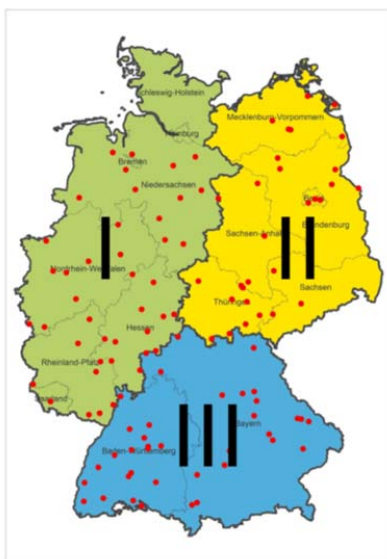 Schleswig-Holstein
Mecklenburg-Vorpommern
Hamburg
Bremen
Niedersachsen
Berlin
Brandenburg
Sachsen-Anhalt
I
II
Nordrhein-Westfalen
Sachsen
Thüringen
Hessen
Rheinland-Pfalz
Saarland
Bayern
III
Baden-Württemberg